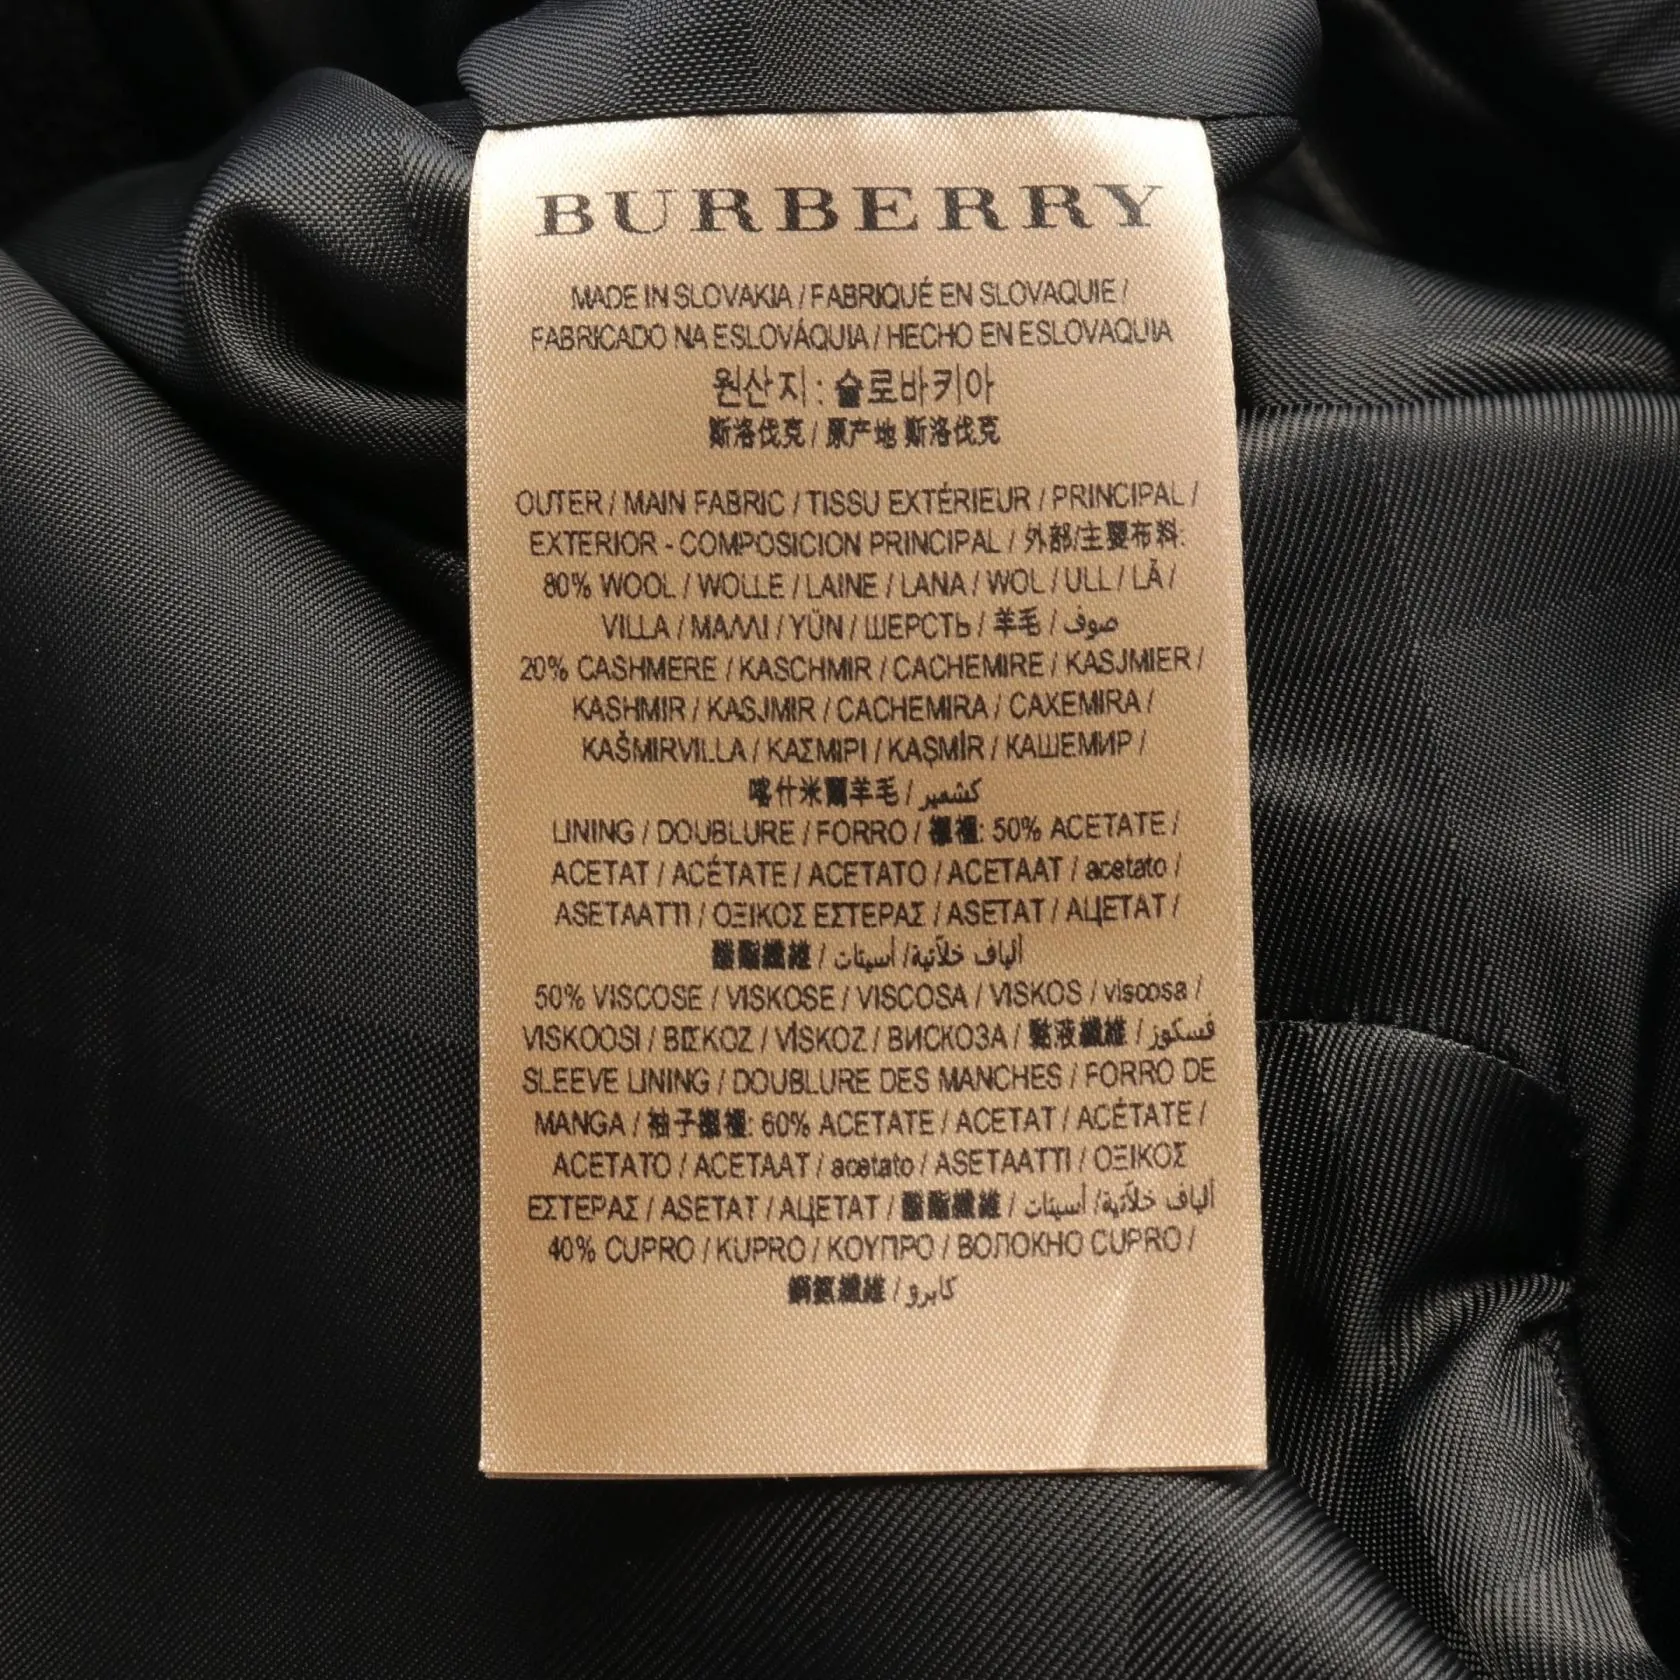 BURBERRY
MADE IN SLOVAKIA / FABRIQUÉ EN SLOVAQUIE /
FABRICADO NA ESLOVÁQUIA / HECHO EN ESLOVAQUIA
원산지 : 슬로바키아
斯洛伐克 / 原产地 斯洛伐克
OUTER / MAIN FABRIC / TISSU EXTÉRIEUR / PRINCIPAL /
EXTERIOR - COMPOSICION PRINCIPAL / 外部/主要布料:
80% WOOL / WOLLE / LAINE / LANA / WOL / ULL / LÃ /
VILLA / ΜΑΛΛΙ / YÜN / ШЕРСТЬ / 羊毛 / صوف
20% CASHMERE / KASCHMIR / CACHEMIRE / KASJMIER /
KASHMIR / KASJMIR / CACHEMIRA / CAXEMIRA /
KAŠMIRVILLA / ΚΑΣΜΙΡΙ / KAŞMİR / КАШЕМИР /
喀什米爾羊毛 / كشمير
LINING / DOUBLURE / FORRO / 50% ACETATE /
ACETAT / ACÉTATE / ACETATO / ACETAAT / acetato /
ASETAATTI / ΟΞΙΚΟΣ ΕΣΤΕΡΑΣ / ASETAT / АЦЕТАТ /
醋酯纖維 / ألياف خلاّتية/ أسيتات
50% VISCOSE / VISKOSE / VISCOSA / VISKOS / viscosa /
VISKOOSI / ΒΙΣΚΟΖ / VİSKOZ / ВИСКОЗА / 黏液纖維 / فسكوز
SLEEVE LINING / DOUBLURE DES MANCHES / FORRO DE
MANGA / 袖子 60% ACETATE / ACETAT / ACÉTATE /
ACETATO / ACETAAT / acetato / ASETAATTI / ΟΞΙΚΟΣ
ΕΣΤΕΡΑΣ / ASETAT / АЦЕТАТ / 醋酯纖維 / ألياف خلاّتية/ أسيتات
40% CUPRO / KUPRO / ΚΟΥΠΡΟ / ВОЛОКНО CUPRO /
銅氨纖維 / كابرو